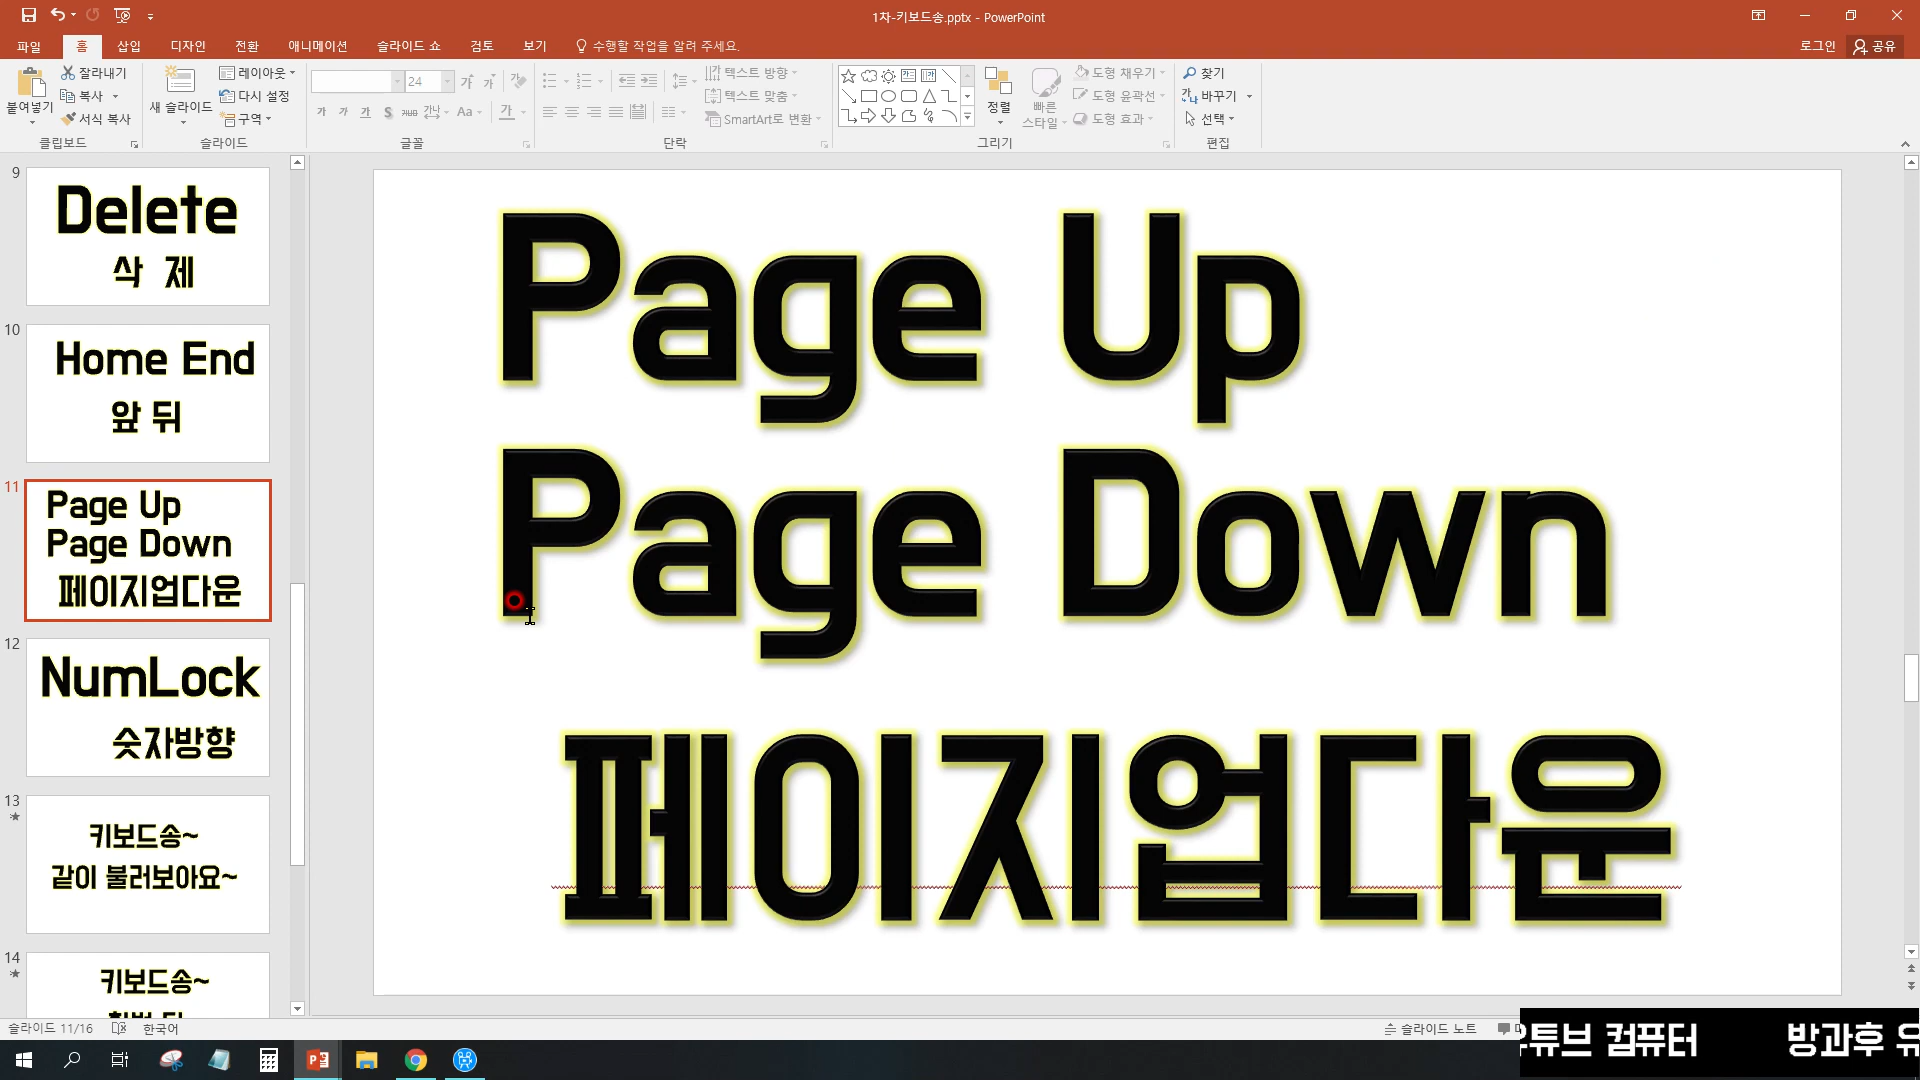 1차-키보드송.pptx - PowerPoint
파일 홈 삽입 디자인 전환 애니메이션 슬라이드 쇼 검토 보기 수행할 작업을 알려 주세요. 로그인 공유
붙여넣기 잘라내기 복사 서식 복사
새 슬라이드 레이아웃 다시 설정 구역
24
텍스트 방향 텍스트 맞춤 SmartArt로 변환
정렬 빠른 스타일 도형 채우기 도형 윤곽선 도형 효과
찾기 바꾸기 선택
클립보드 슬라이드 글꼴 단락 그리기 편집
9
Delete
삭 제
10
Home End
앞 뒤
11
Page Up
Page Down
페이지업다운
12
NumLock
숫자방향
13
키보드송~
같이 불러보아요~
14
키보드송~
Page Up
Page Down
페이지업다운
슬라이드 11/16 한국어 슬라이드 노트
튜브 컴퓨터 방과후